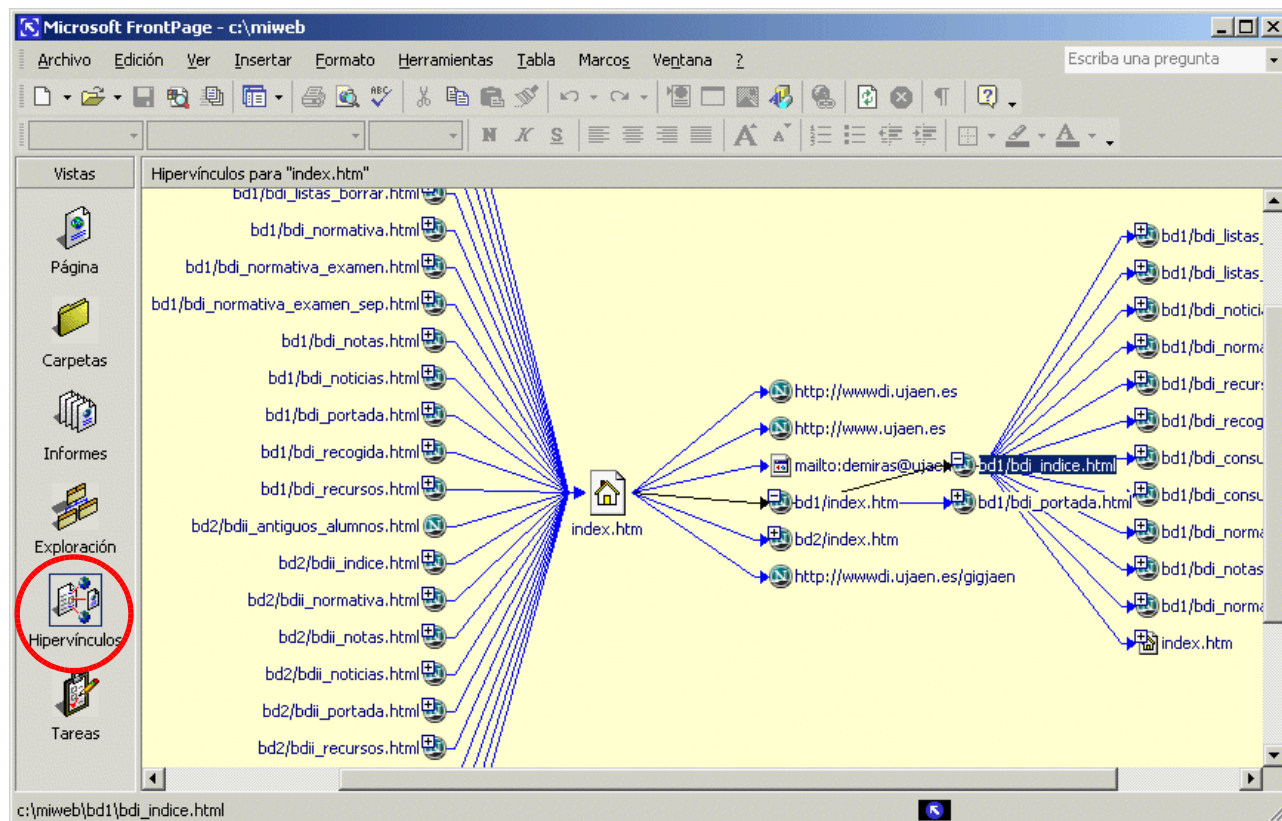 Microsoft FrontPage - c:\miweb
Archivo Edición Ver Insertar Formato Herramientas Tabla Marcos Ventana ? Escriba una pregunta
ABC
N K S A A A
Vistas
Hipervínculos para "index.htm"
Página
Carpetas
Informes
Exploración
Hipervínculos
Tareas
bd1/bdi_listas_borrar.html
bd1/bdi_normativa.html
bd1/bdi_normativa_examen.html
bd1/bdi_normativa_examen_sep.html
bd1/bdi_notas.html
bd1/bdi_noticias.html
bd1/bdi_portada.html
bd1/bdi_recogida.html
bd1/bdi_recursos.html
bd2/bdii_antiguos_alumnos.html
bd2/bdii_indice.html
bd2/bdii_normativa.html
bd2/bdii_notas.html
bd2/bdii_noticias.html
bd2/bdii_portada.html
bd2/bdii_recursos.html
index.htm
http://wwwdi.ujaen.es
http://www.ujaen.es
mailto:demiras@ujae
bd1/index.htm
bd2/index.htm
http://wwwdi.ujaen.es/gigjaen
bd1/bdi_indice.html
bd1/bdi_portada.html
bd1/bdi_listas_
bd1/bdi_listas_
bd1/bdi_notici
bd1/bdi_norma
bd1/bdi_recur
bd1/bdi_recog
bd1/bdi_consu
bd1/bdi_consu
bd1/bdi_norma
bd1/bdi_notas
bd1/bdi_norma
index.htm
c:\miweb\bd1\bdi_indice.html